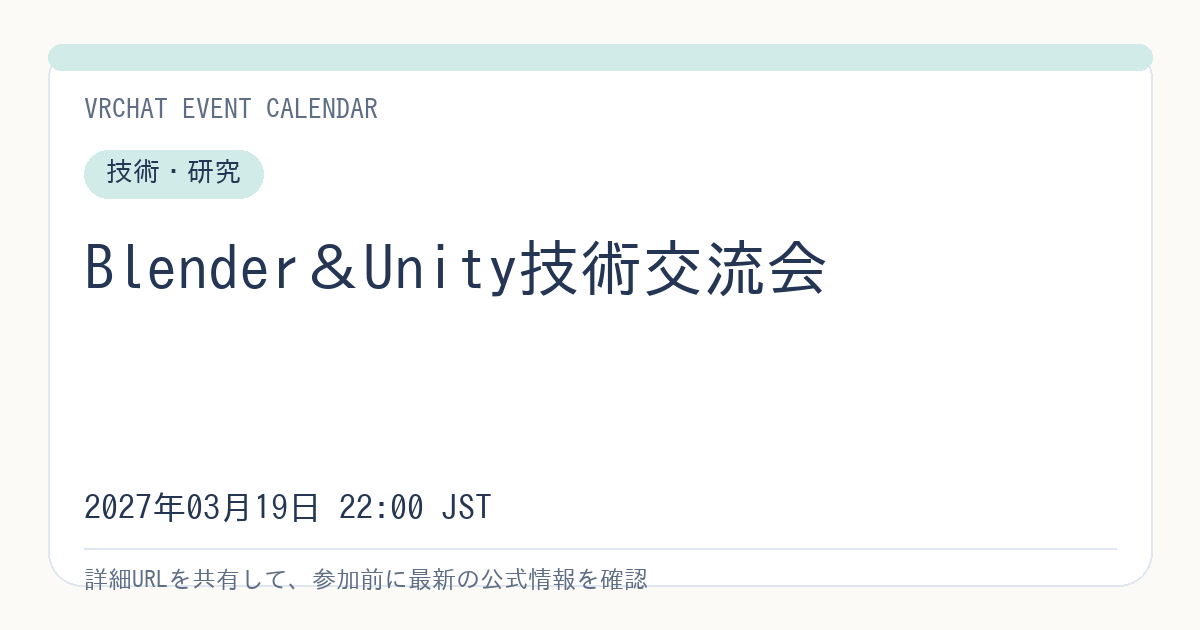 VRCHAT EVENT CALENDAR
技術・研究
Blender＆Unity技術交流会
2027年03月19日 22:00 JST
詳細URLを共有して、参加前に最新の公式情報を確認